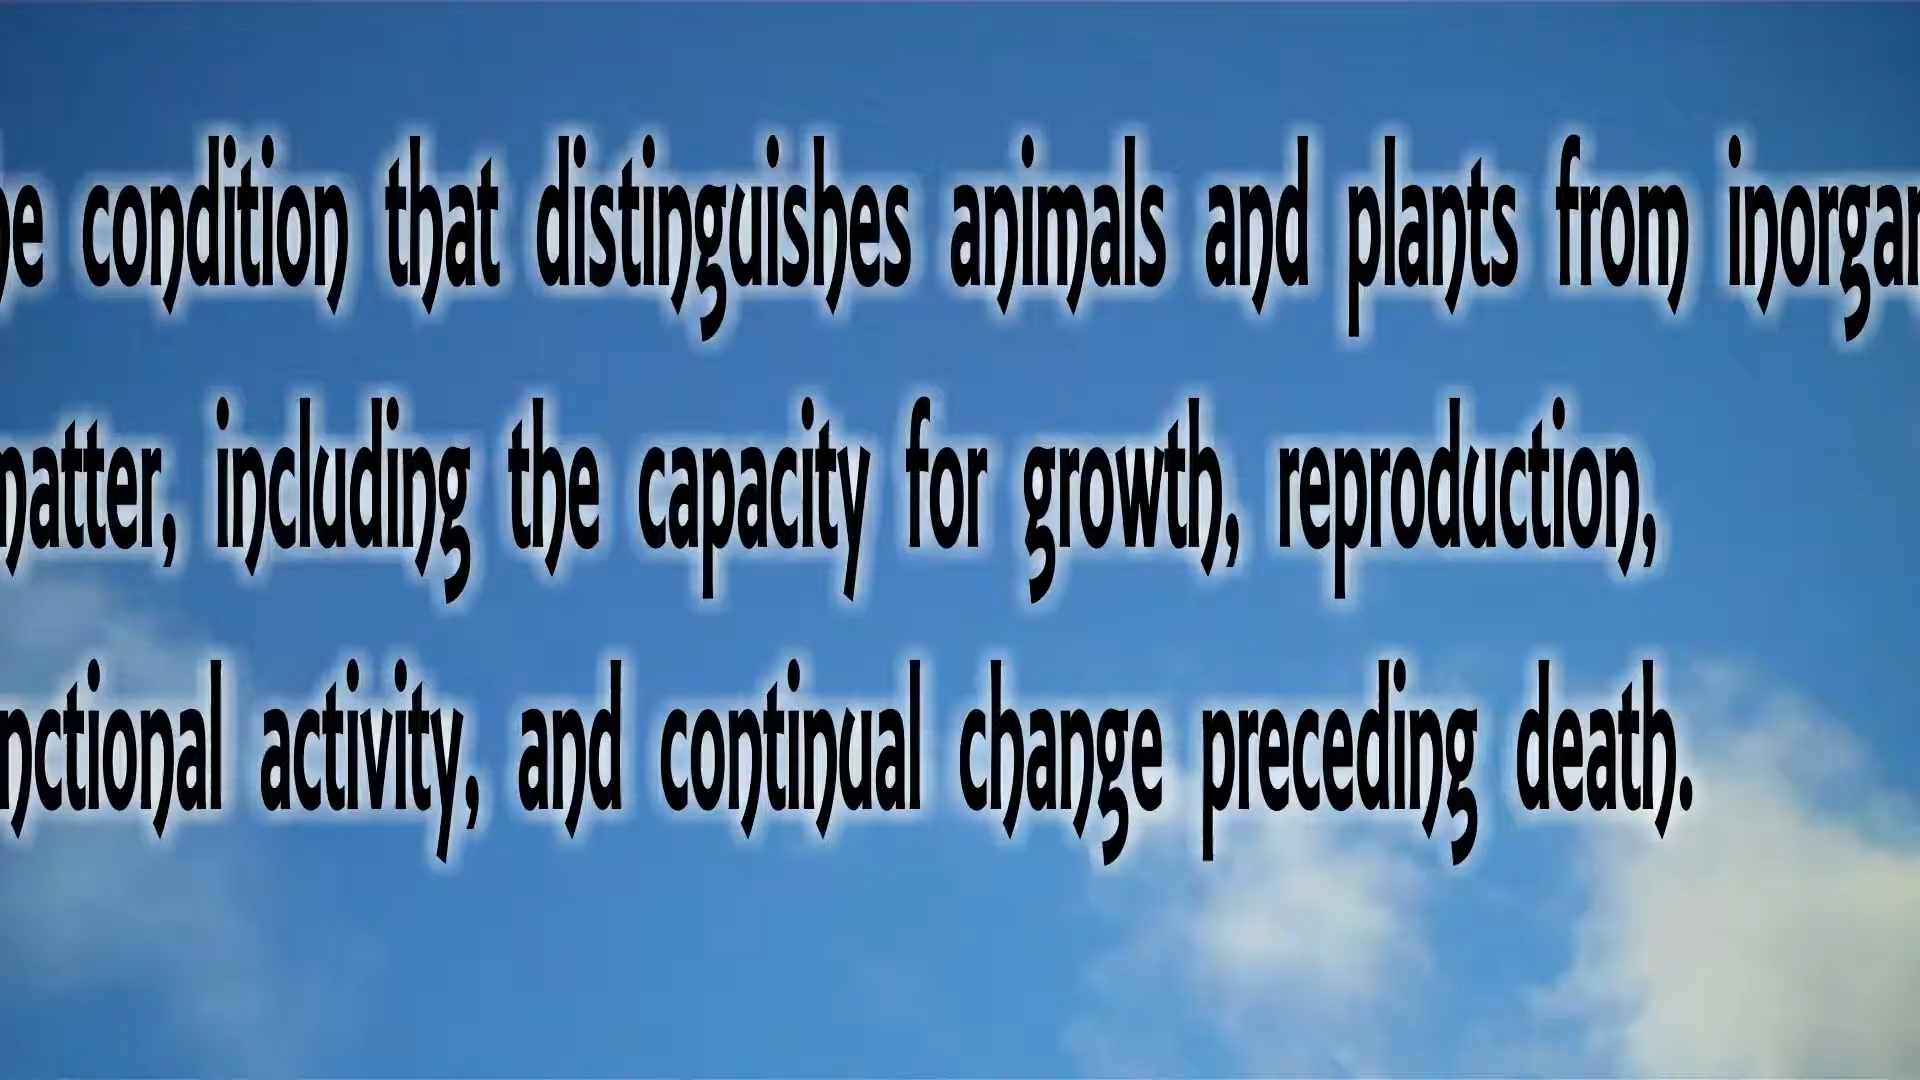 he condition that distinguishes animals and plants from inorgan
matter, including the capacity for growth, reproduction,
nctional activity, and continual change preceding death.